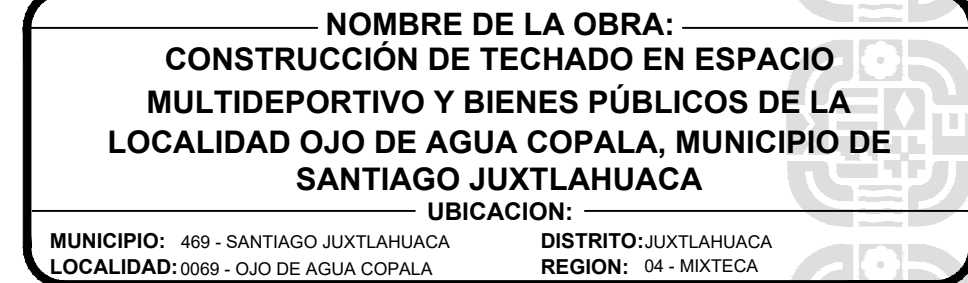 NOMBRE DE LA OBRA:
CONSTRUCCIÓN DE TECHADO EN ESPACIO
MULTIDEPORTIVO Y BIENES PÚBLICOS DE LA
LOCALIDAD OJO DE AGUA COPALA, MUNICIPIO DE
SANTIAGO JUXTLAHUACA
UBICACION:
MUNICIPIO: 469 - SANTIAGO JUXTLAHUACA DISTRITO: JUXTLAHUACA
LOCALIDAD: 0069 - OJO DE AGUA COPALA REGION: 04 - MIXTECA